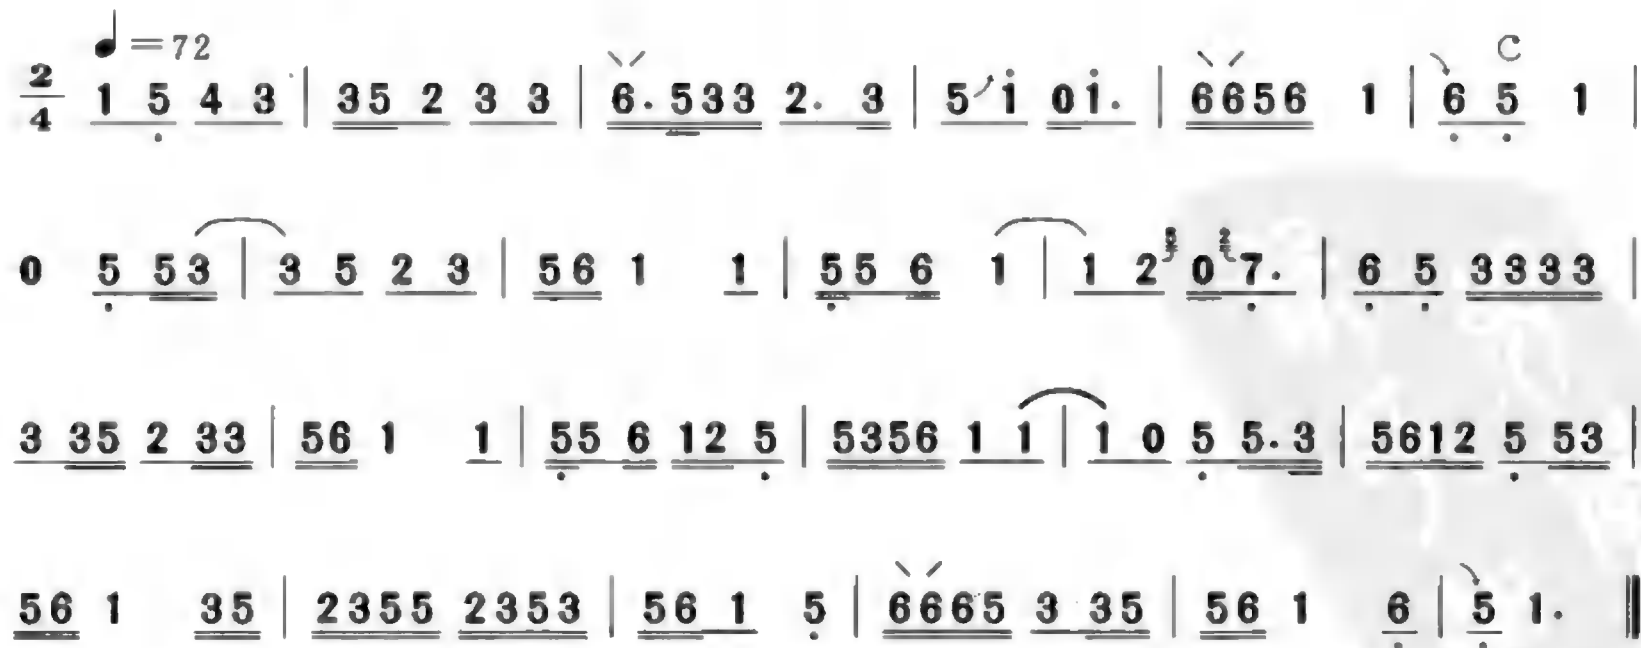 ♩=72
2/4 1 5̣ 4 3 | 35 2 3 3 | 6. 533 2. 3 | 5 i̇ 0 i̇. | 6656 1 | 6̣ 5̣ 1 |
0 5̣ 53 | 3 5 2 3 | 56 1 1 | 5̣5 6 1 | 1 2 0 7̣. | 6̣ 5̣ 3333 |
3 35 2 33 | 56 1 1 | 5̣5 6 12 5̣ | 5356 1 1 | 1 0 5̣ 5.3 | 5612 5̣ 53 |
56 1 35 | 2355 2353 | 56 1 5̣ | 6665 3 35 | 56 1 6̣ | 5̣ 1. ‖